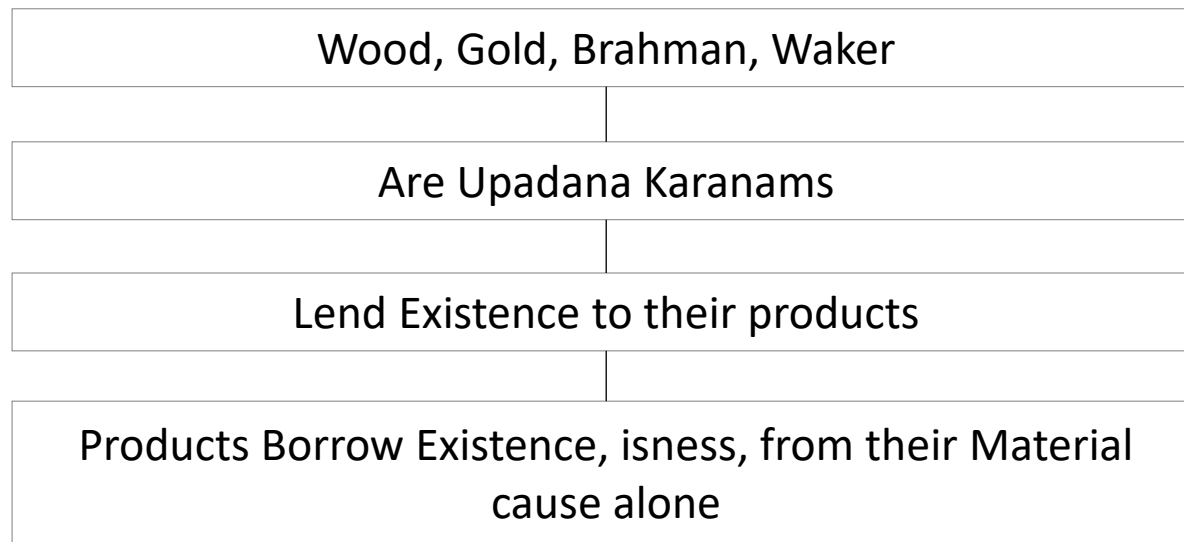 Wood, Gold, Brahman, Waker
Are Upadana Karanams
Lend Existence to their products
Products Borrow Existence, isness, from their Material
cause alone